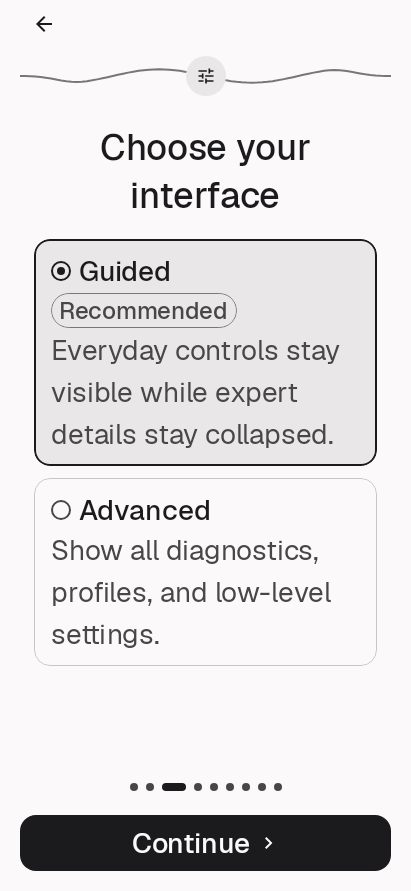 Choose your
interface
Guided
Recommended
Everyday controls stay
visible while expert
details stay collapsed.
Advanced
Show all diagnostics,
profiles, and low-level
settings.
Continue